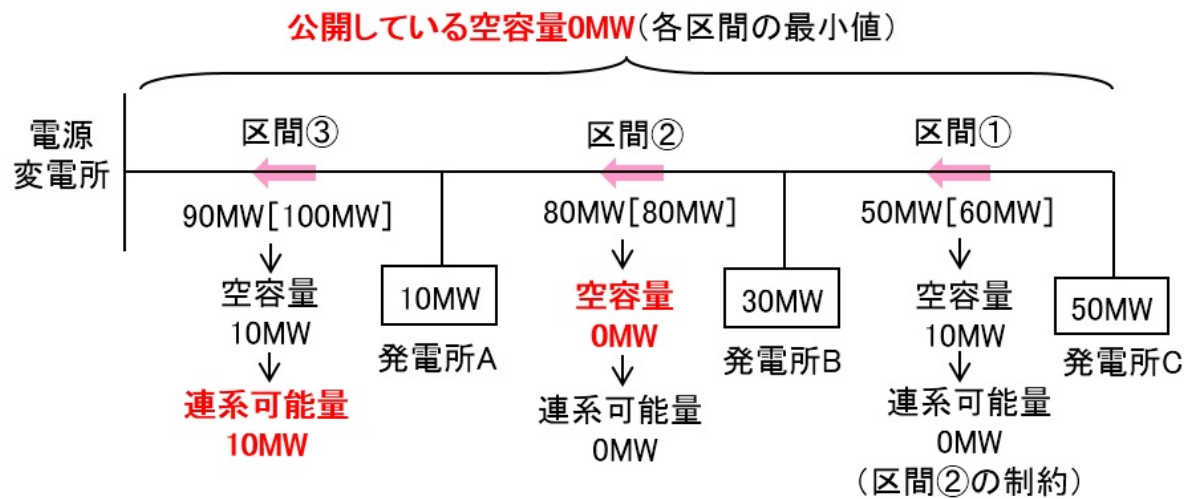 公開している空容量0MW(各区間の最小値)
電源
変電所
区間③
区間②
区間①
90MW[100MW]
80MW[80MW]
50MW[60MW]
空容量
10MW
10MW
発電所A
空容量
0MW
30MW
発電所B
空容量
10MW
50MW
発電所C
連系可能量
10MW
連系可能量
0MW
連系可能量
0MW
(区間②の制約)